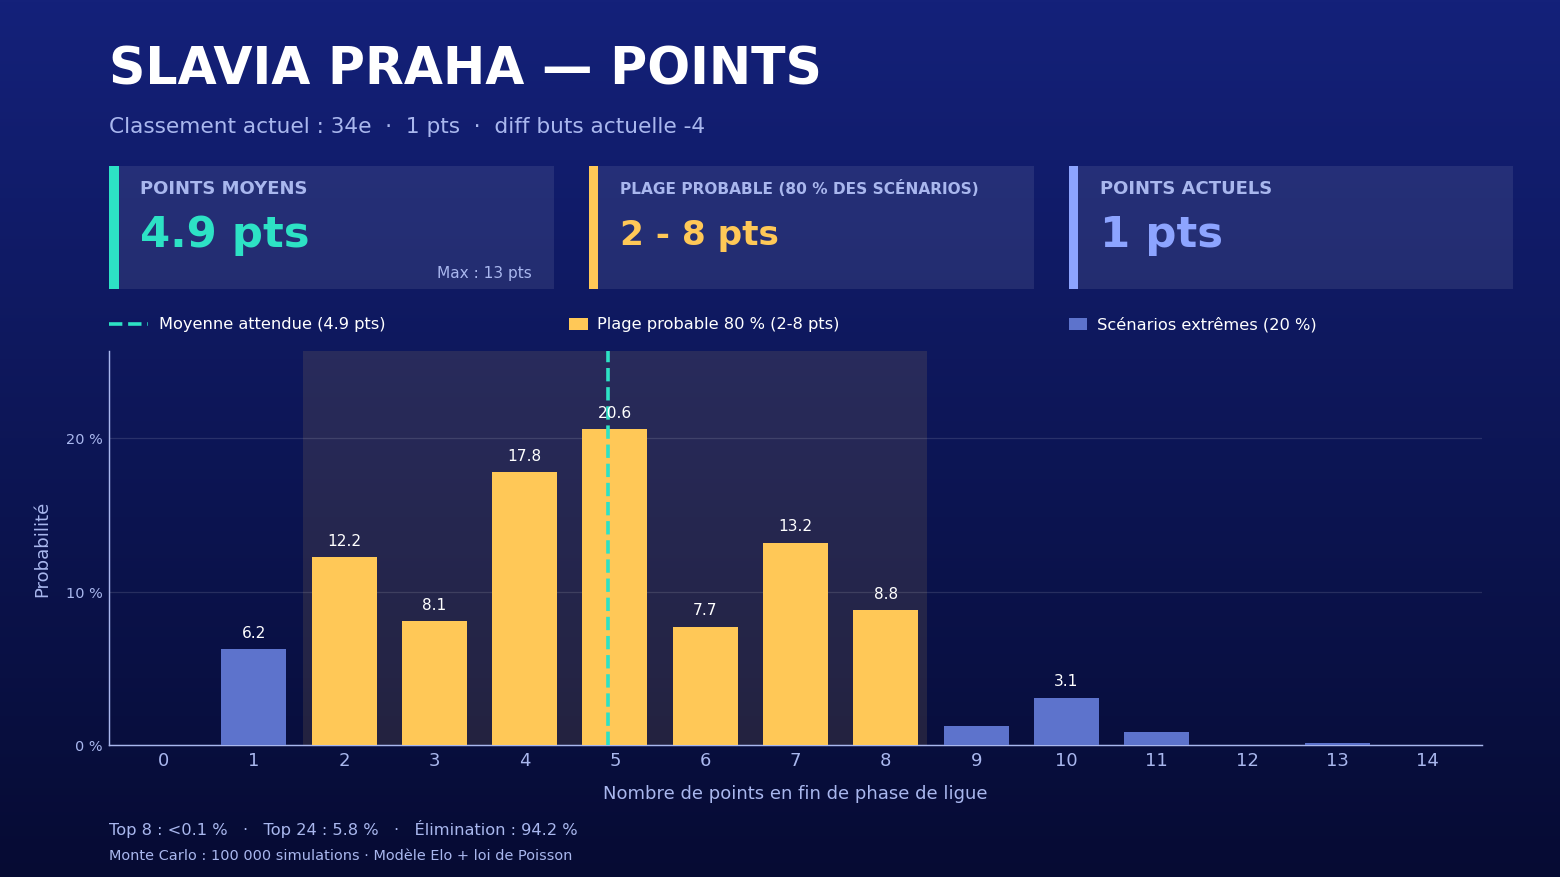 SLAVIA PRAHA — POINTS
Classement actuel : 34e · 1 pts · diff buts actuelle -4
POINTS MOYENS
4.9 pts
Max : 13 pts
PLAGE PROBABLE (80 % DES SCÉNARIOS)
2 - 8 pts
POINTS ACTUELS
1 pts
Moyenne attendue (4.9 pts)
Plage probable 80 % (2-8 pts)
Scénarios extrêmes (20 %)
Probabilité
20 %
10 %
0 %
6.2
12.2
8.1
17.8
20.6
7.7
13.2
8.8
3.1
0 1 2 3 4 5 6 7 8 9 10 11 12 13 14
Nombre de points en fin de phase de ligue
Top 8 : <0.1 % · Top 24 : 5.8 % · Élimination : 94.2 %
Monte Carlo : 100 000 simulations · Modèle Elo + loi de Poisson